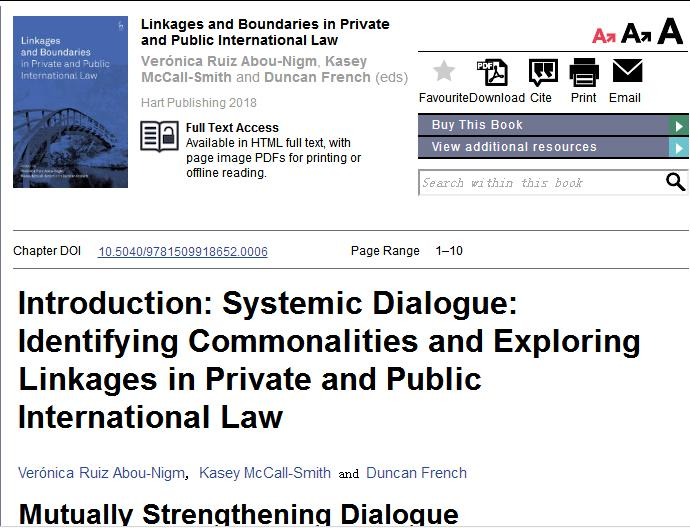 Linkages
and Boundaries
in Private and Public
International Law
Linkages and Boundaries in Private
and Public International Law
Verónica Ruiz Abou-Nigm, Kasey
McCall-Smith and Duncan French (eds)
Hart Publishing 2018
Full Text Access
Available in HTML full text, with
page image PDFs for printing or
offline reading.
A A A
PDF
Favourite Download Cite Print Email
Buy This Book
View additional resources
Search within this book
Chapter DOI 10.5040/9781509918652.0006 Page Range 1–10
Introduction: Systemic Dialogue:
Identifying Commonalities and Exploring
Linkages in Private and Public
International Law
Verónica Ruiz Abou-Nigm, Kasey McCall-Smith and Duncan French
Mutually Strengthening Dialogue